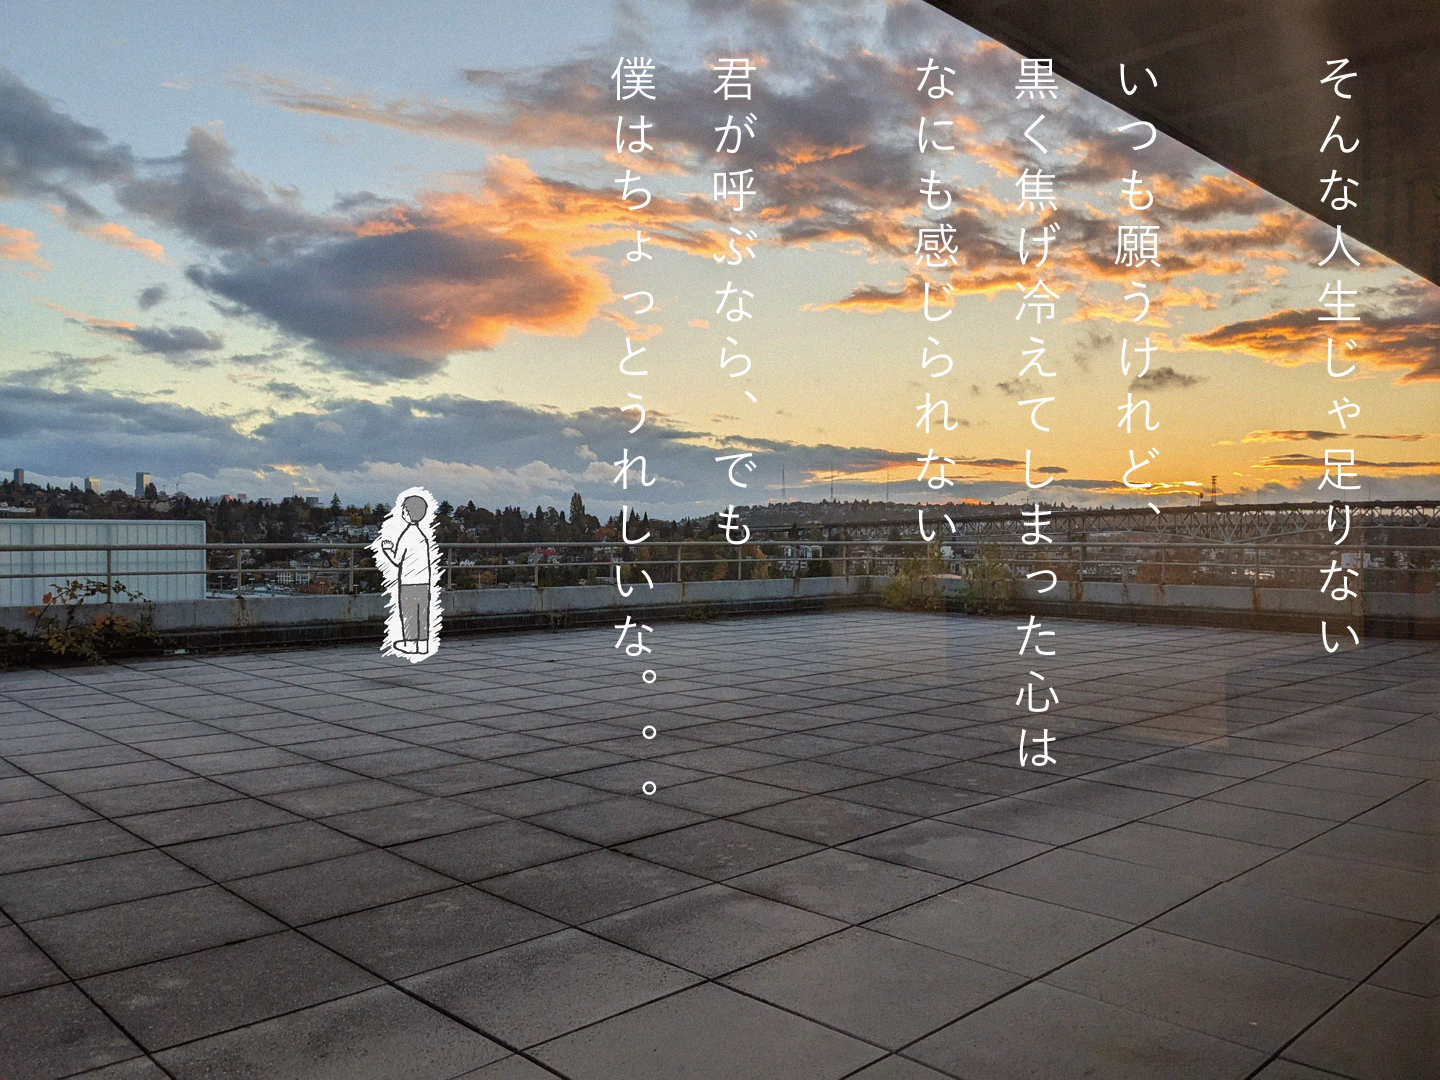 そんな人生じゃ足りない
いつも願うけれど、
黒く焦げ冷えてしまった心は
なにも感じられない
君が呼ぶなら、でも
僕はちょっとうれしいな。。。